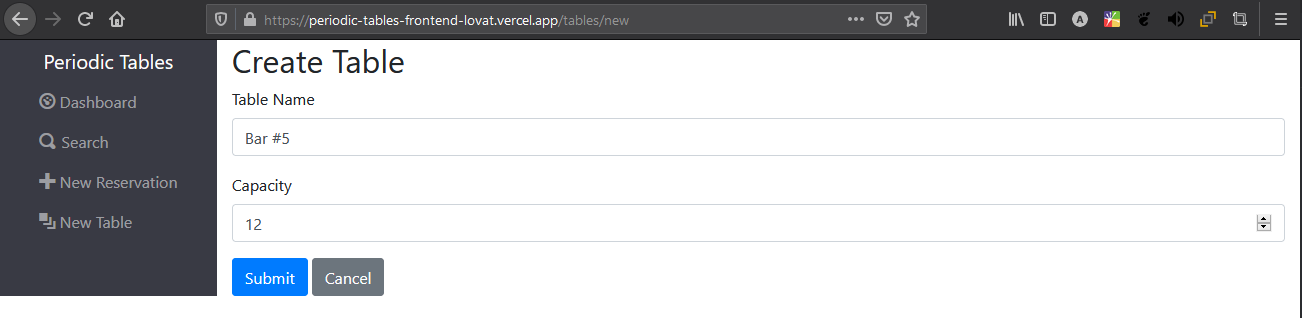 https://periodic-tables-frontend-lovat.vercel.app/tables/new
Periodic Tables
Dashboard
Search
New Reservation
New Table
Create Table
Table Name
Bar #5
Capacity
12
Submit Cancel